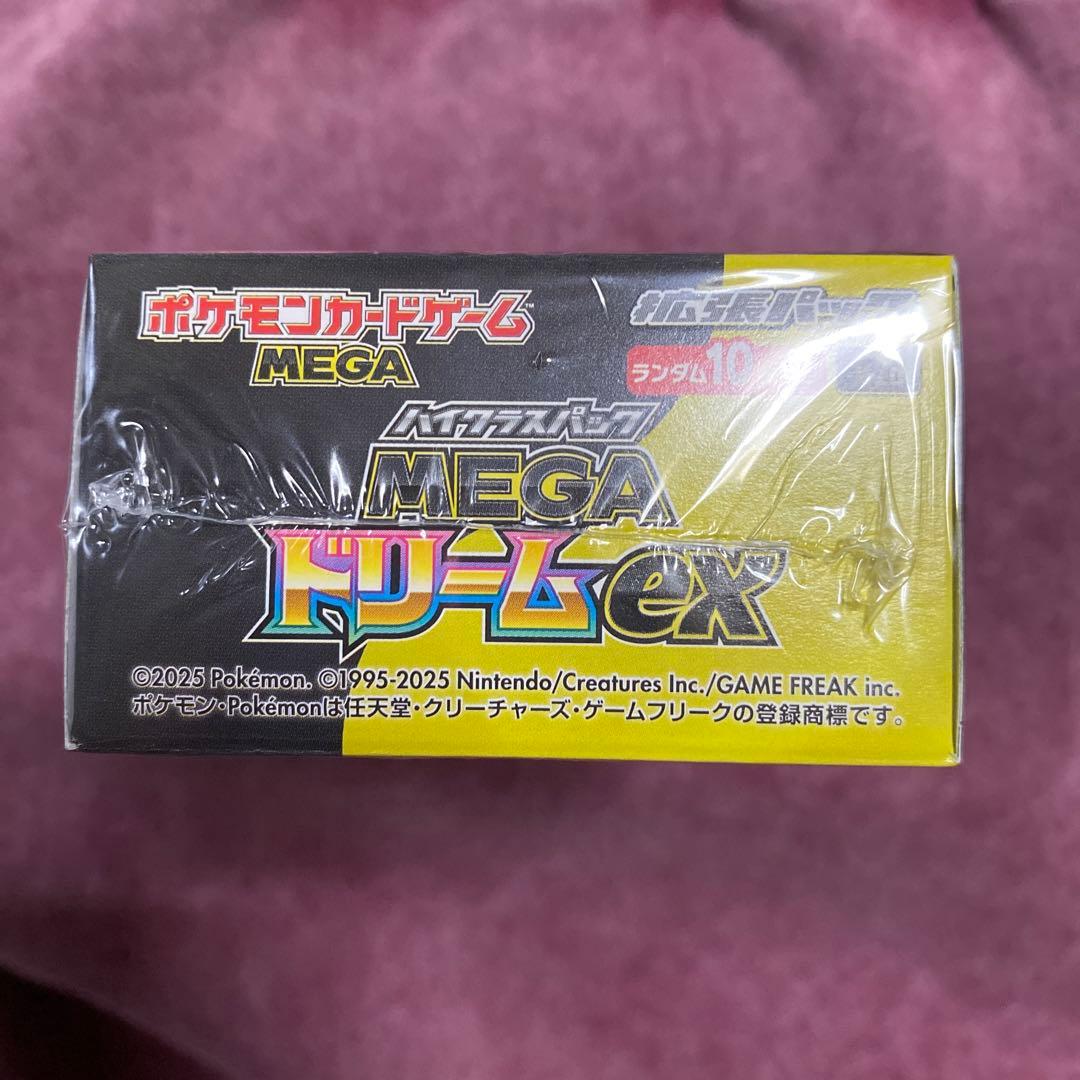 ポケモンカードゲーム™
MEGA
拡張パック
ランダム10
ハイクラスパック
MEGA
ドリームex
©2025 Pokémon. ©1995-2025 Nintendo/Creatures Inc./GAME FREAK inc.
ポケモン・Pokémonは任天堂・クリーチャーズ・ゲームフリークの登録商標です。